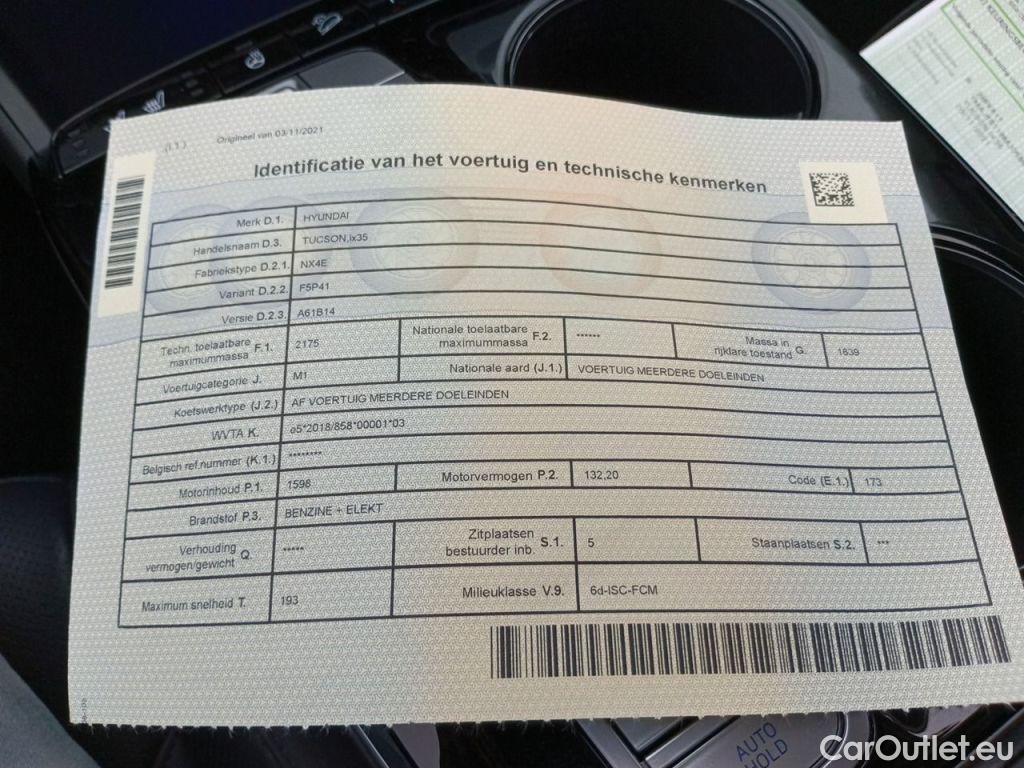 (I.1) Origineel van 03/11/2021
Identificatie van het voertuig en technische kenmerken
Merk D.1. HYUNDAI
Handelsnaam D.3. TUCSON,ix35
Fabriekstype D.2.1. NX4E
Variant D.2.2. F5P41
Versie D.2.3. A61B14
Techn. toelaatbare maximummassa F.1. 2175 Nationale toelaatbare maximummassa F.2. ****** Massa in rijklare toestand G. 1639
Voertuigcategorie J. M1 Nationale aard (J.1.) VOERTUIG MEERDERE DOELEINDEN
Koetswerktype (J.2.) AF VOERTUIG MEERDERE DOELEINDEN
WVTA K. e5*2018/858*00001*03
Belgisch ref.nummer (K.1.) ********
Motorinhoud P.1. 1598 Motorvermogen P.2. 132,20 Code (E.1.) 173
Brandstof P.3. BENZINE + ELEKT
Verhouding vermogen/gewicht Q. ***** Zitplaatsen bestuurder inb. S.1. 5 Staanplaatsen S.2. ***
Maximum snelheid T. 193 Milieuklasse V.9. 6d-ISC-FCM
AUTO
HOLD
CarOutlet.eu